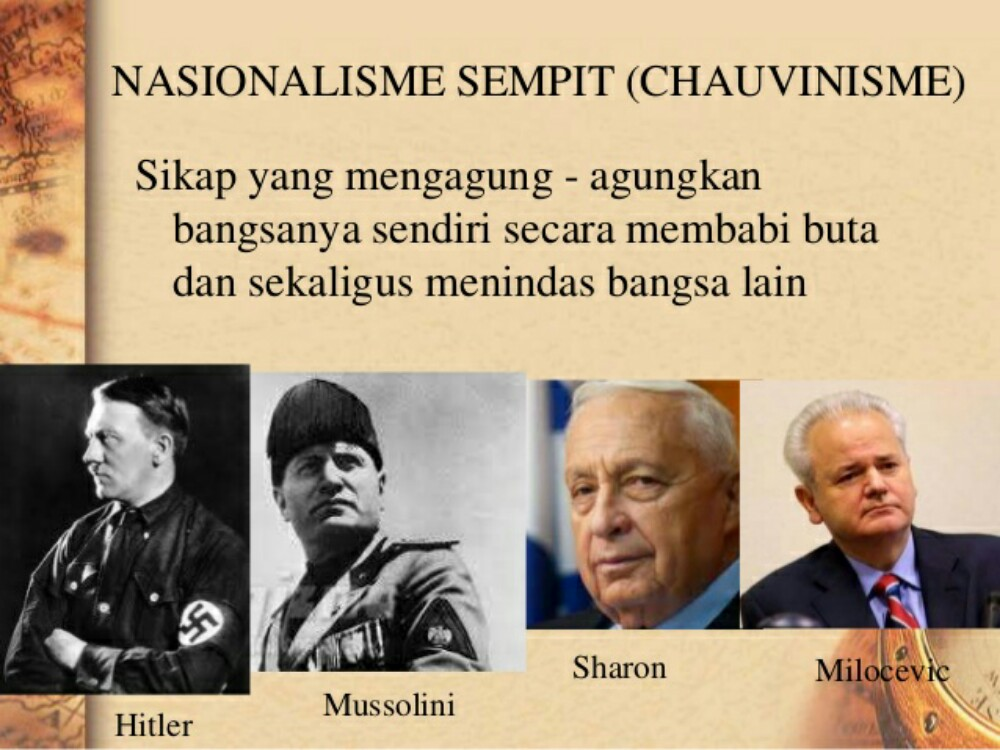 NASIONALISME SEMPIT (CHAUVINISME)
Sikap yang mengagung - agungkan
bangsanya sendiri secara membabi buta
dan sekaligus menindas bangsa lain
Hitler
Mussolini
Sharon
Milocevic